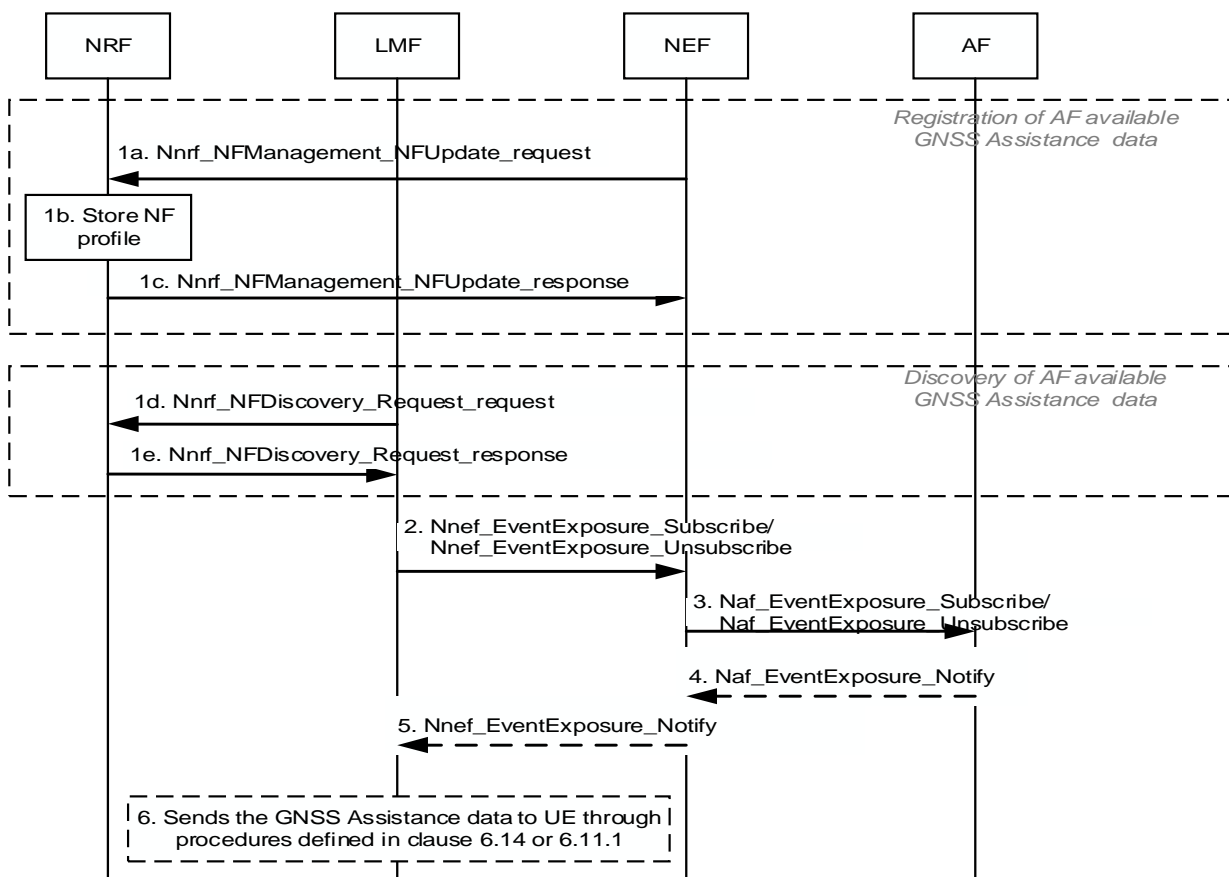 NRF
LMF
NEF
AF
Registration of AF available
GNSS Assistance data
1a. Nnrf_NFManagement_NFUpdate_request
1b. Store NF
profile
1c. Nnrf_NFManagement_NFUpdate_response
Discovery of AF available
GNSS Assistance data
1d. Nnrf_NFDiscovery_Request_request
1e. Nnrf_NFDiscovery_Request_response
2. Nnef_EventExposure_Subscribe/
Nnef_EventExposure_Unsubscribe
3. Naf_EventExposure_Subscribe/
Naf_EventExposure_Unsubscribe
4. Naf_EventExposure_Notify
5. Nnef_EventExposure_Notify
6. Sends the GNSS Assistance data to UE through
procedures defined in clause 6.14 or 6.11.1